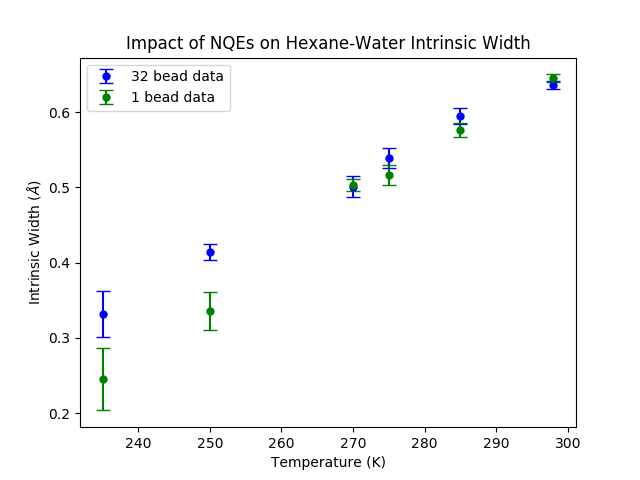 Impact of NQEs on Hexane-Water Intrinsic Width
32 bead data
1 bead data
Intrinsic Width (Å)
0.6
0.5
0.4
0.3
0.2
240
250
260
270
280
290
300
Temperature (K)